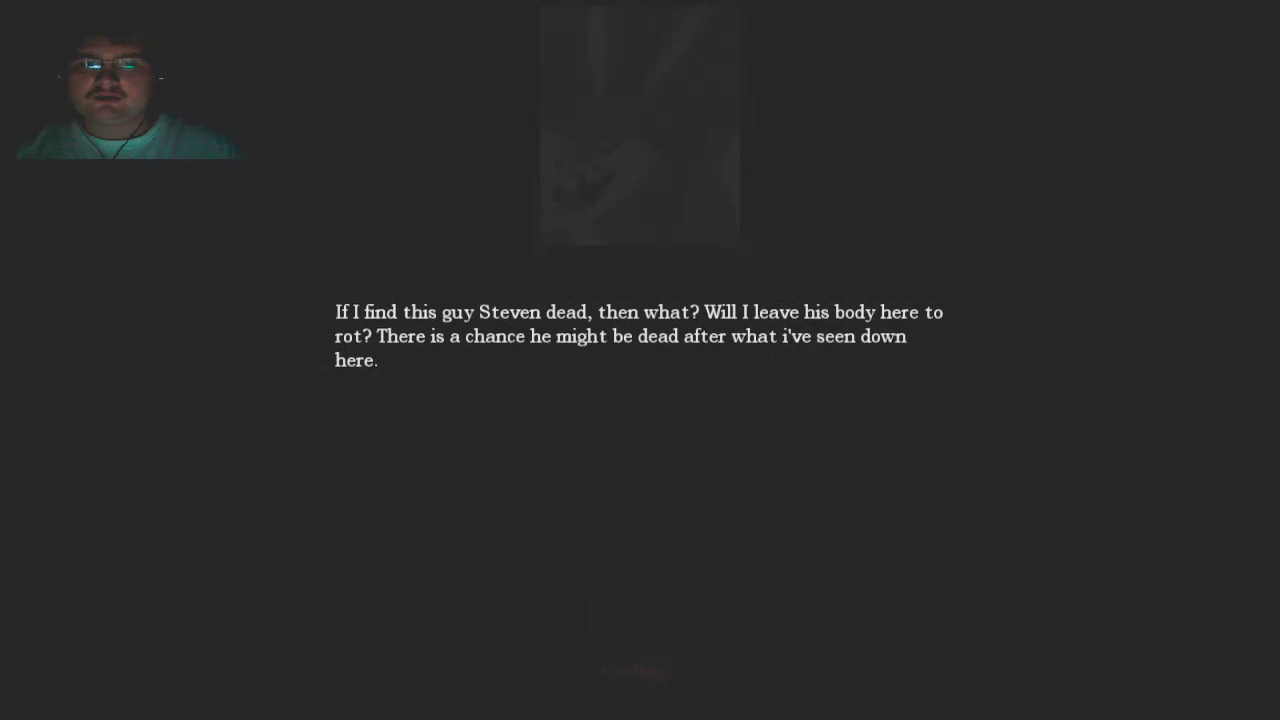 If I find this guy Steven dead, then what? Will I leave his body here to
rot? There is a chance he might be dead after what i've seen down
here.